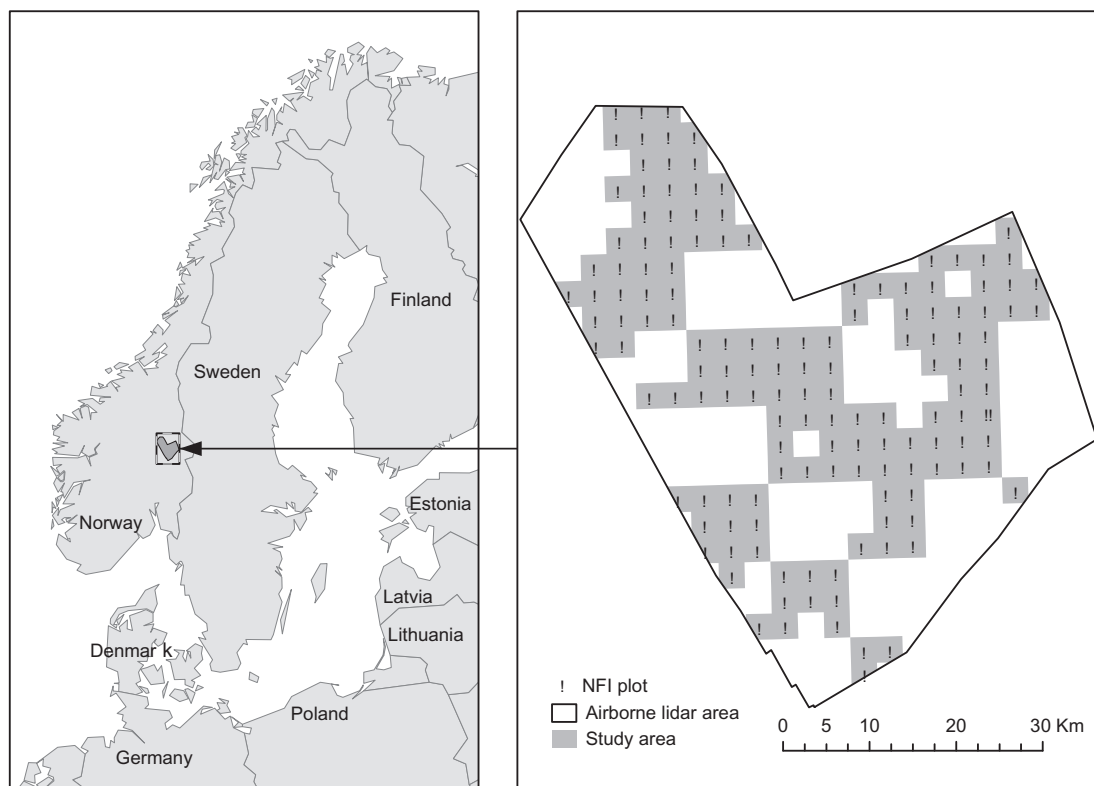 Finland
Sweden
Estonia
Norway
Latvia
Lithuania
Denmar k
Poland
Germany
! NFI plot
Airborne lidar area
Study area
0 5 10 20 30 Km